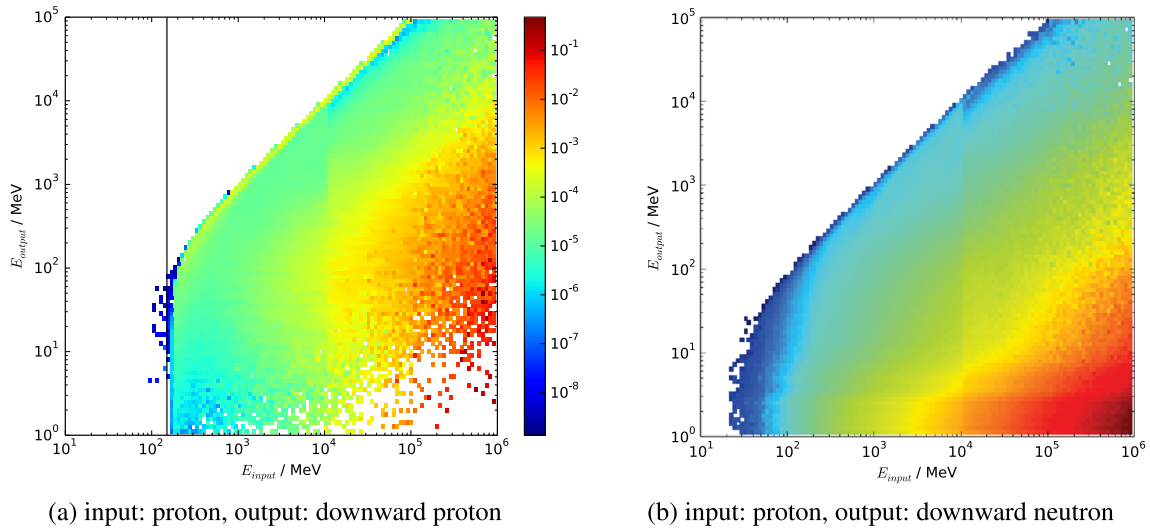 10^5
10^4
10^3
10^2
10^1
10^0
E_output / MeV
10^1 10^2 10^3 10^4 10^5 10^6
E_input / MeV
10^-1
10^-2
10^-3
10^-4
10^-5
10^-6
10^-7
10^-8
(a) input: proton, output: downward proton
10^5
10^4
10^3
10^2
10^1
10^0
E_output / MeV
10^1 10^2 10^3 10^4 10^5 10^6
E_input / MeV
(b) input: proton, output: downward neutron